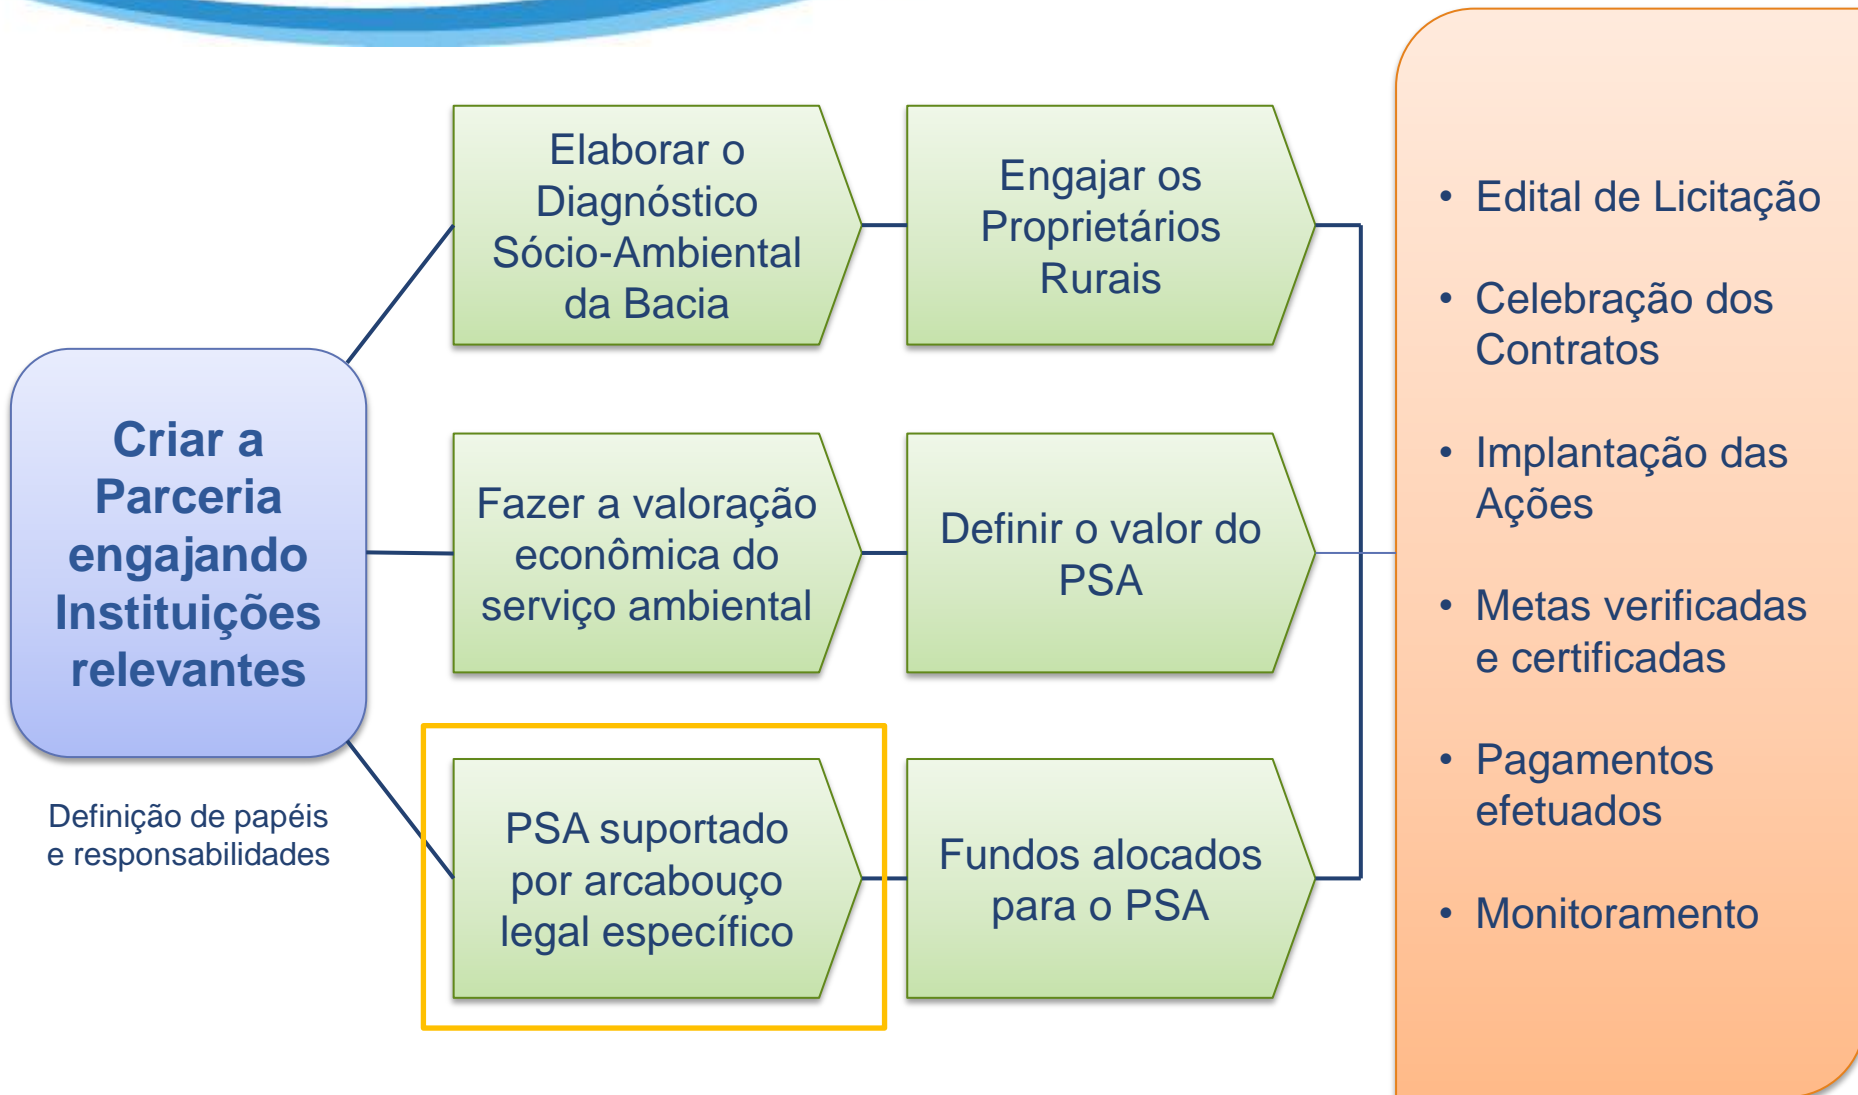 Criar a
Parceria
engajando
Instituições
relevantes
Definição de papéis
e responsabilidades
Elaborar o
Diagnóstico
Sócio-Ambiental
da Bacia
Engajar os
Proprietários
Rurais
Fazer a valoração
econômica do
serviço ambiental
Definir o valor do
PSA
PSA suportado
por arcabouço
legal específico
Fundos alocados
para o PSA
• Edital de Licitação
• Celebração dos
Contratos
• Implantação das
Ações
• Metas verificadas
e certificadas
• Pagamentos
efetuados
• Monitoramento